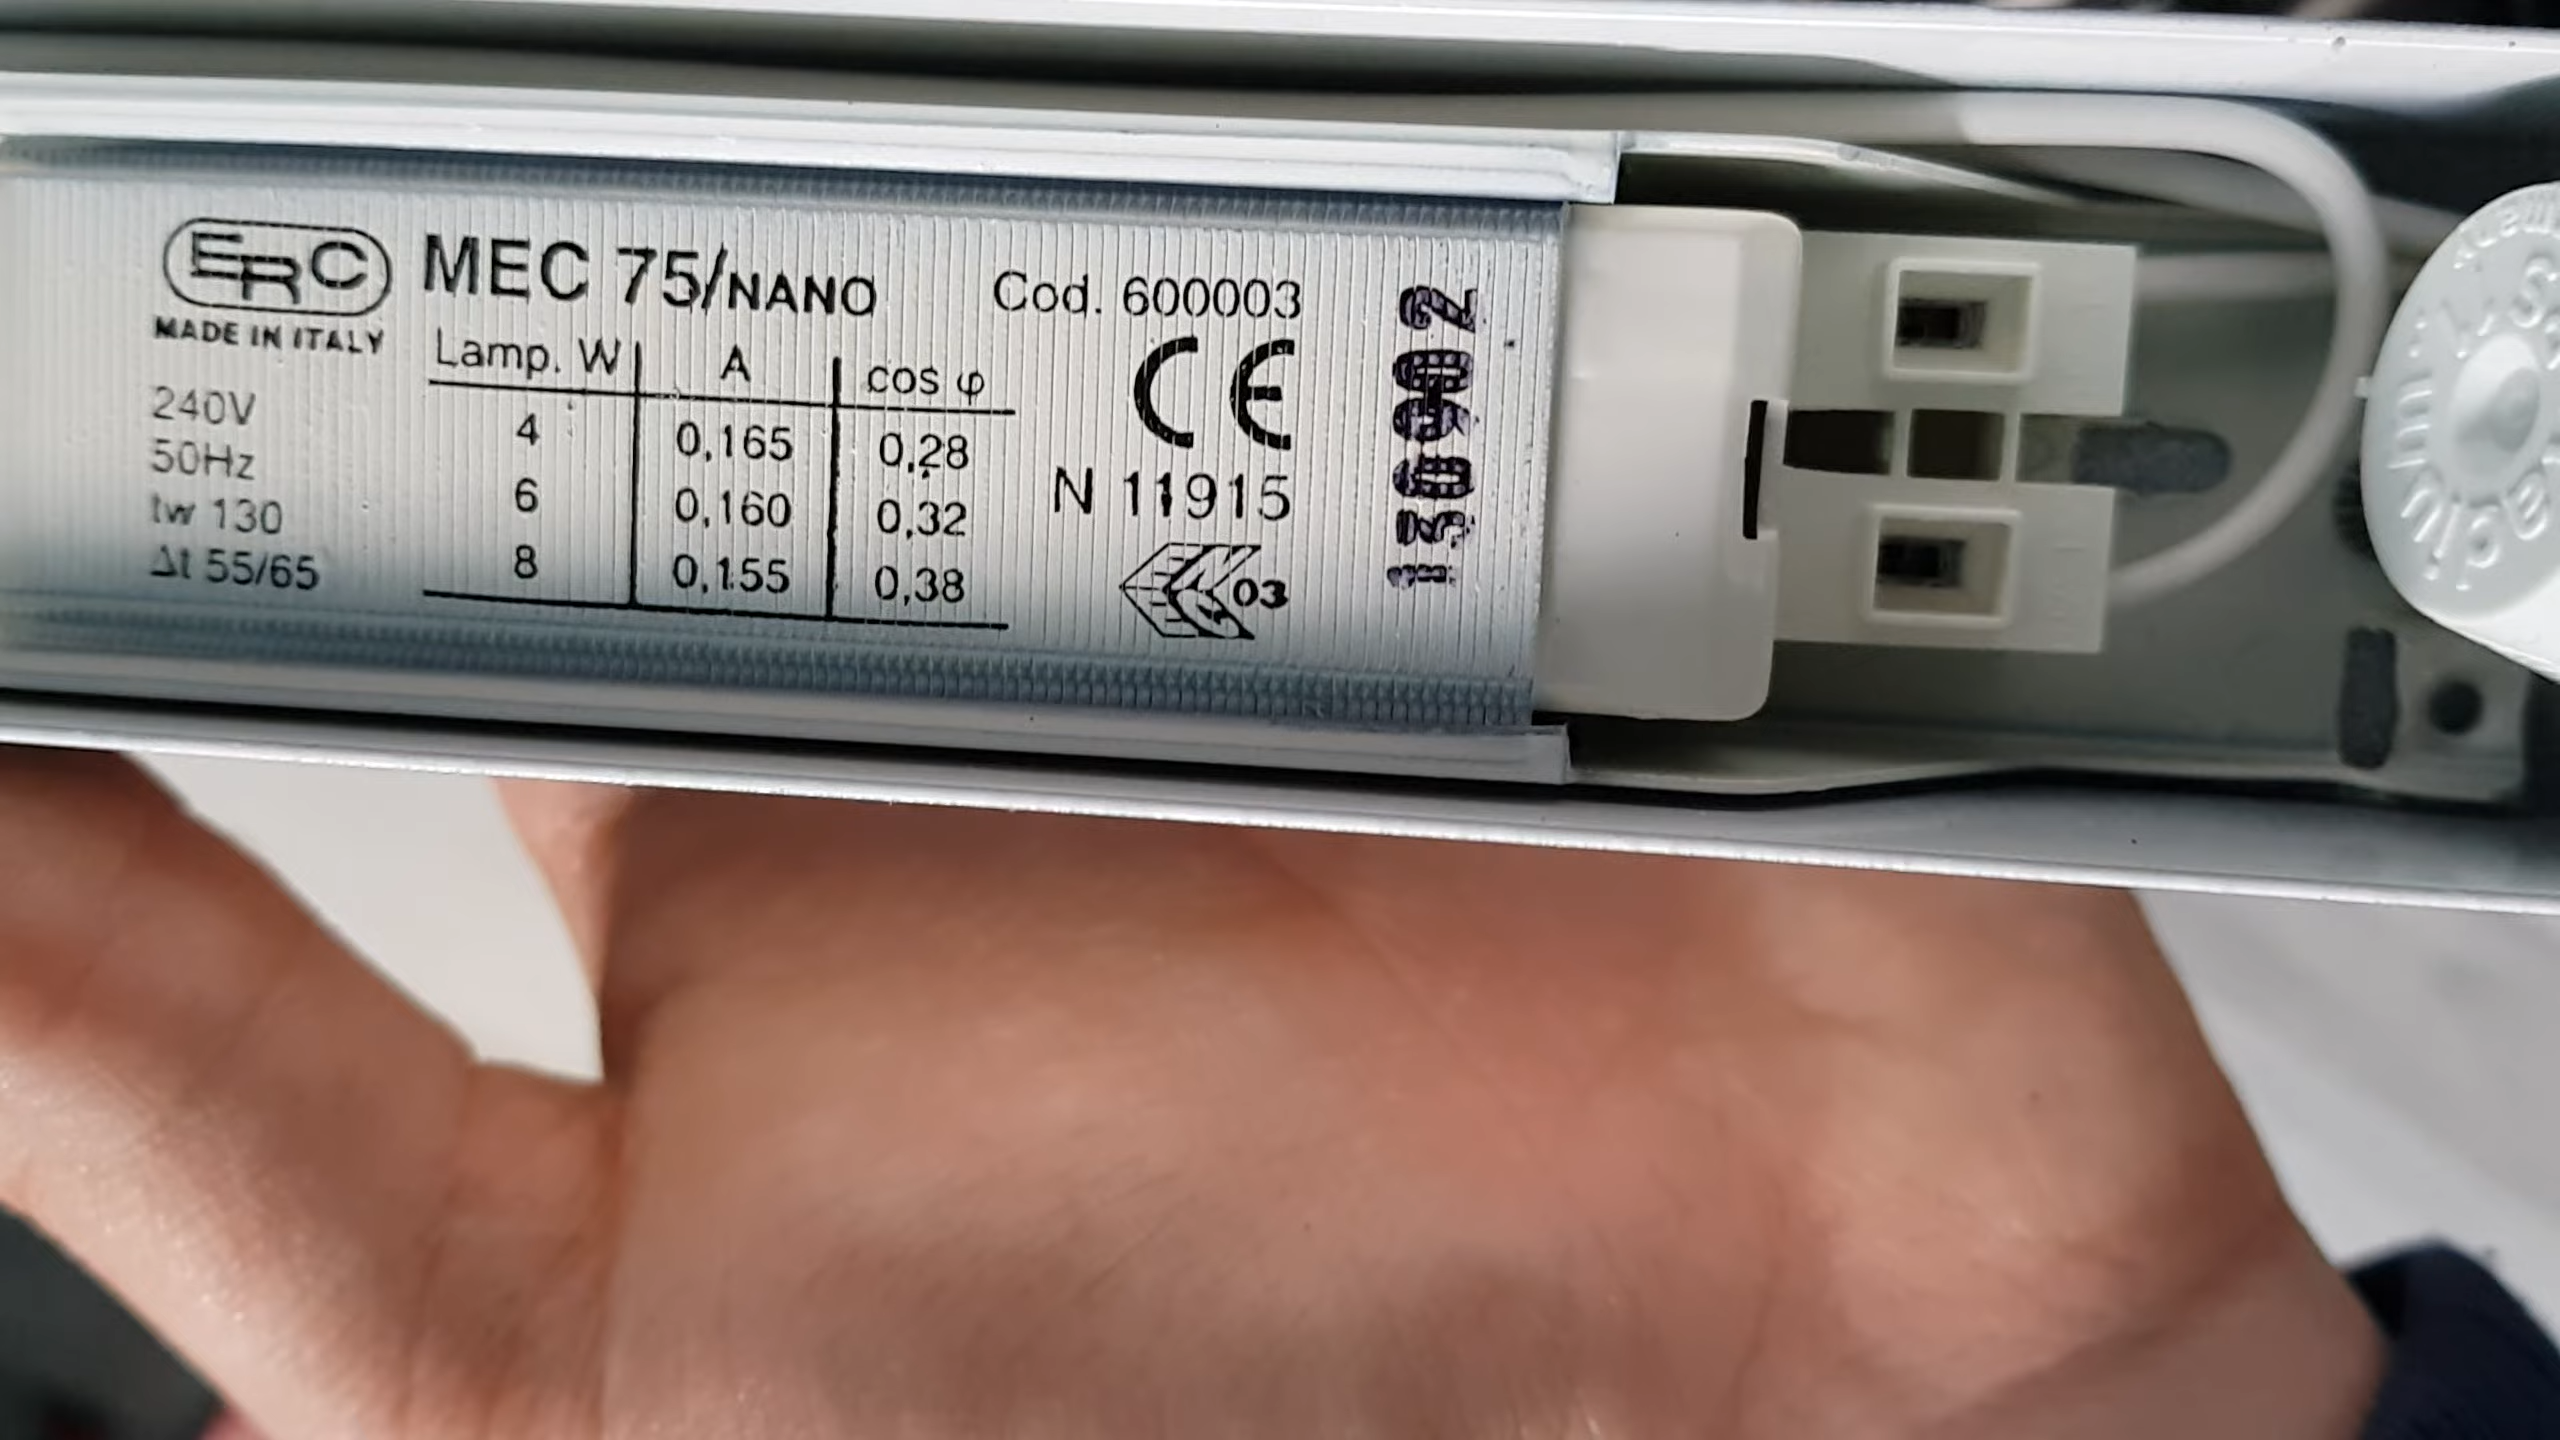 ERC
MADE IN ITALY
MEC 75/NANO
Cod. 600003
240V
50Hz
tw 130
Δt 55/65
Lamp. W A cos φ
4 0,165 0,28
6 0,160 0,32
8 0,155 0,38
CE
N 11915
03